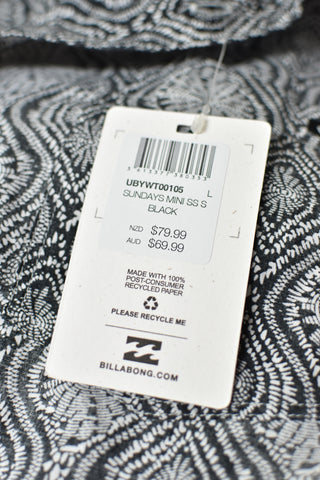 UBYWT00105 L
SUNDAYS MINI SS S
BLACK
NZD $79.99
AUD $69.99
MADE WITH 100%
POST-CONSUMER
RECYCLED PAPER
PLEASE RECYCLE ME
BILLABONG.COM